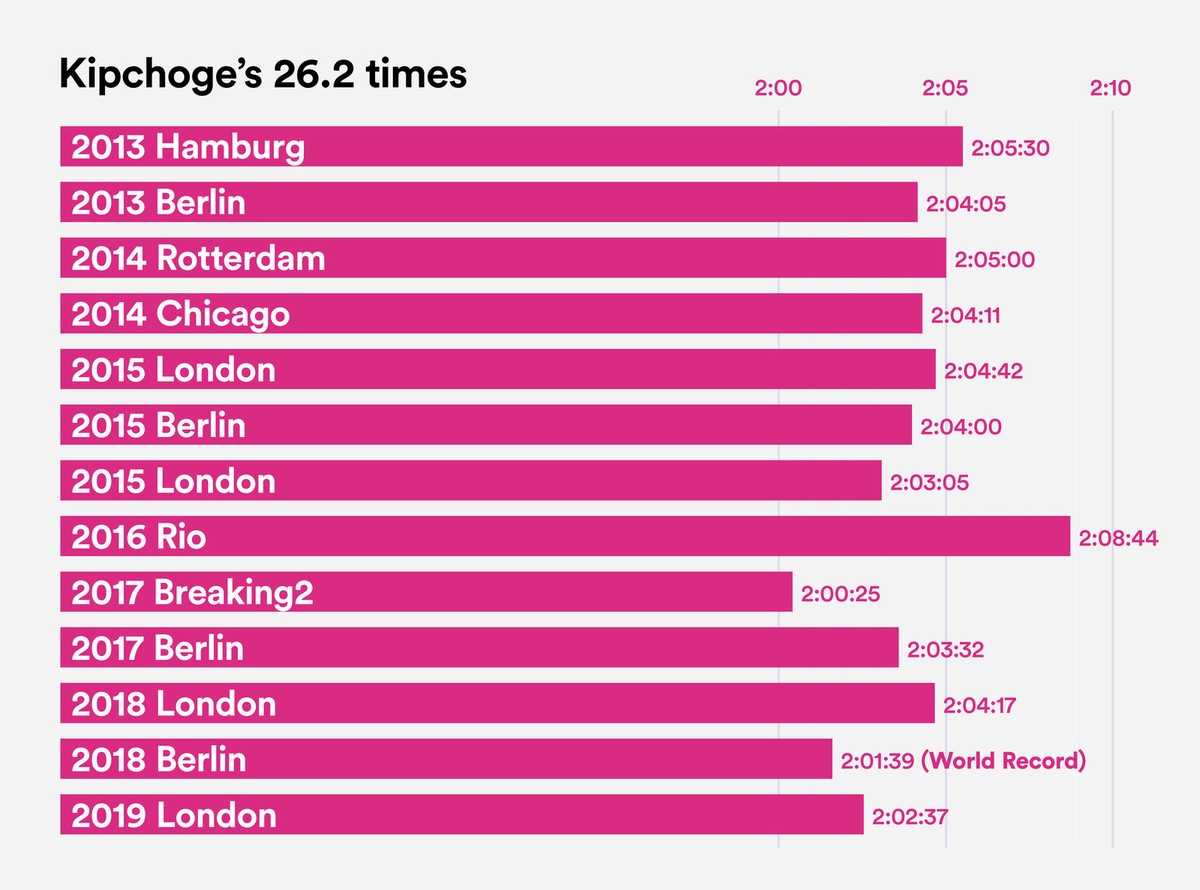 Kipchoge’s 26.2 times
2:00 2:05 2:10
2013 Hamburg 2:05:30
2013 Berlin 2:04:05
2014 Rotterdam 2:05:00
2014 Chicago 2:04:11
2015 London 2:04:42
2015 Berlin 2:04:00
2015 London 2:03:05
2016 Rio 2:08:44
2017 Breaking2 2:00:25
2017 Berlin 2:03:32
2018 London 2:04:17
2018 Berlin 2:01:39 (World Record)
2019 London 2:02:37